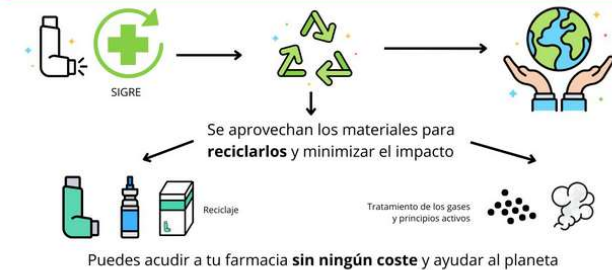 SIGRE
Se aprovechan los materiales para
reciclarlos y minimizar el impacto
Reciclaje
Tratamiento de los gases
y principios activos
Puedes acudir a tu farmacia sin ningún coste y ayudar al planeta